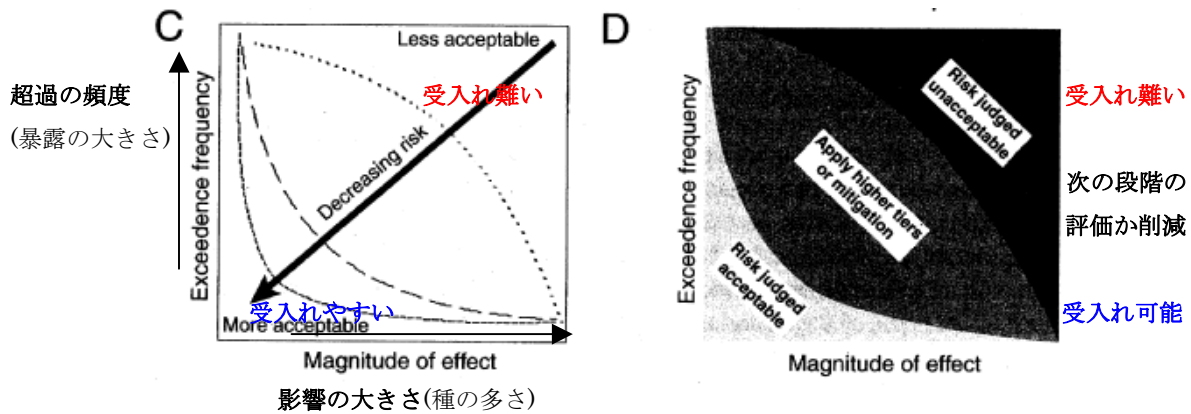 C
Less acceptable
超過の頻度
(暴露の大きさ)
Exceedence frequency
受入れ難い
Decreasing risk
受入れやすい
More acceptable
Magnitude of effect
影響の大きさ(種の多さ)
D
Exceedence frequency
Risk judged
unacceptable
Apply higher tiers
or mitigation
Risk judged
acceptable
Magnitude of effect
受入れ難い
次の段階の
評価か削減
受入れ可能